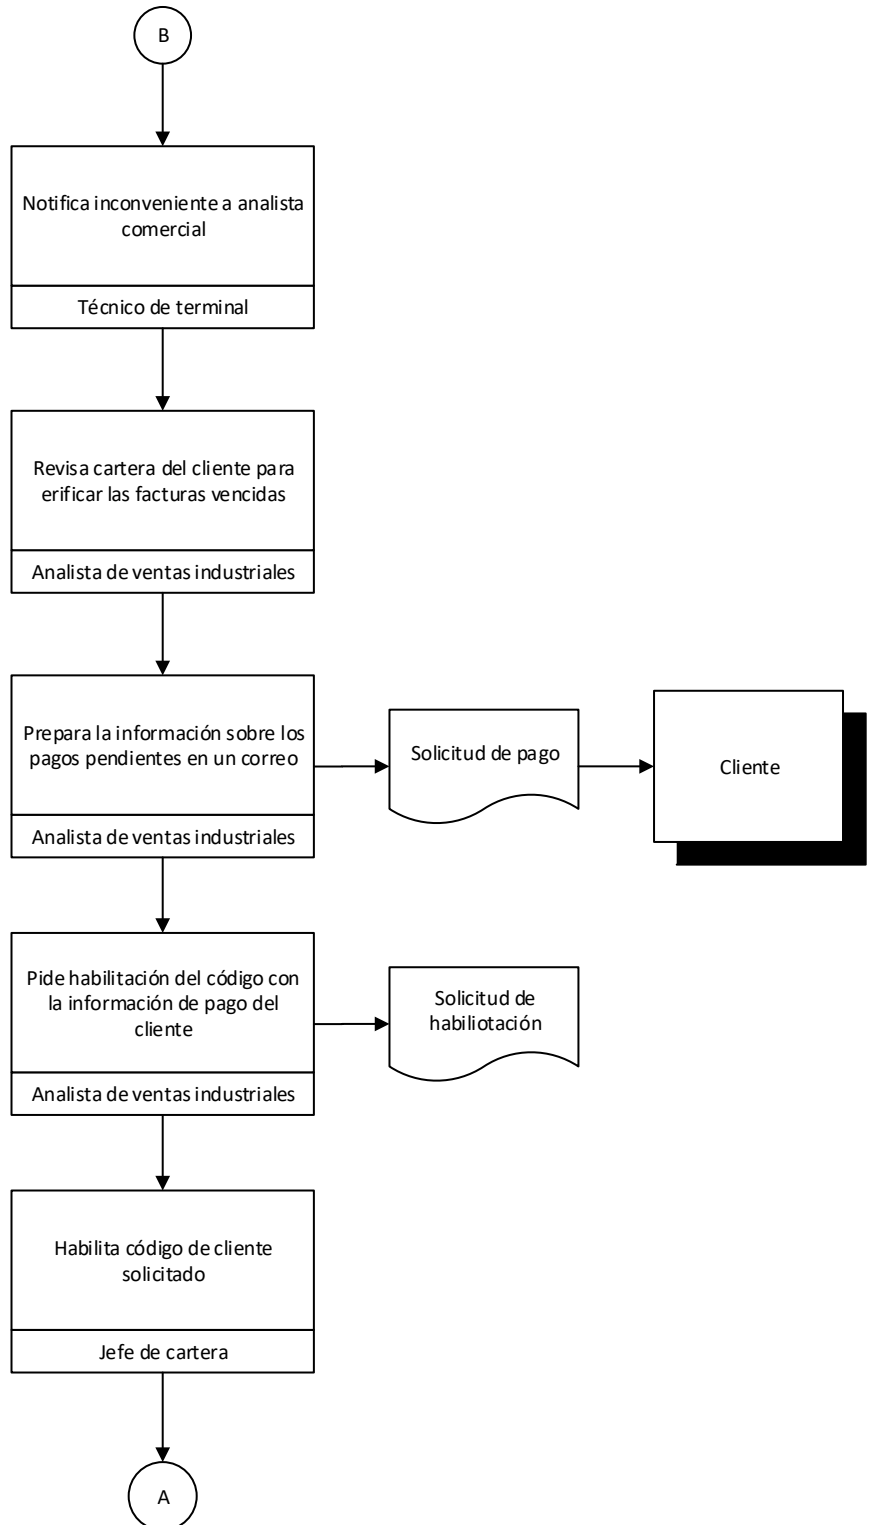 B
Notifica inconveniente a analista
comercial
Técnico de terminal
Revisa cartera del cliente para
erificar las facturas vencidas
Analista de ventas industriales
Prepara la información sobre los
pagos pendientes en un correo
Analista de ventas industriales
Solicitud de pago
Cliente
Pide habilitación del código con
la información de pago del
cliente
Analista de ventas industriales
Solicitud de
habiliotación
Habilita código de cliente
solicitado
Jefe de cartera
A